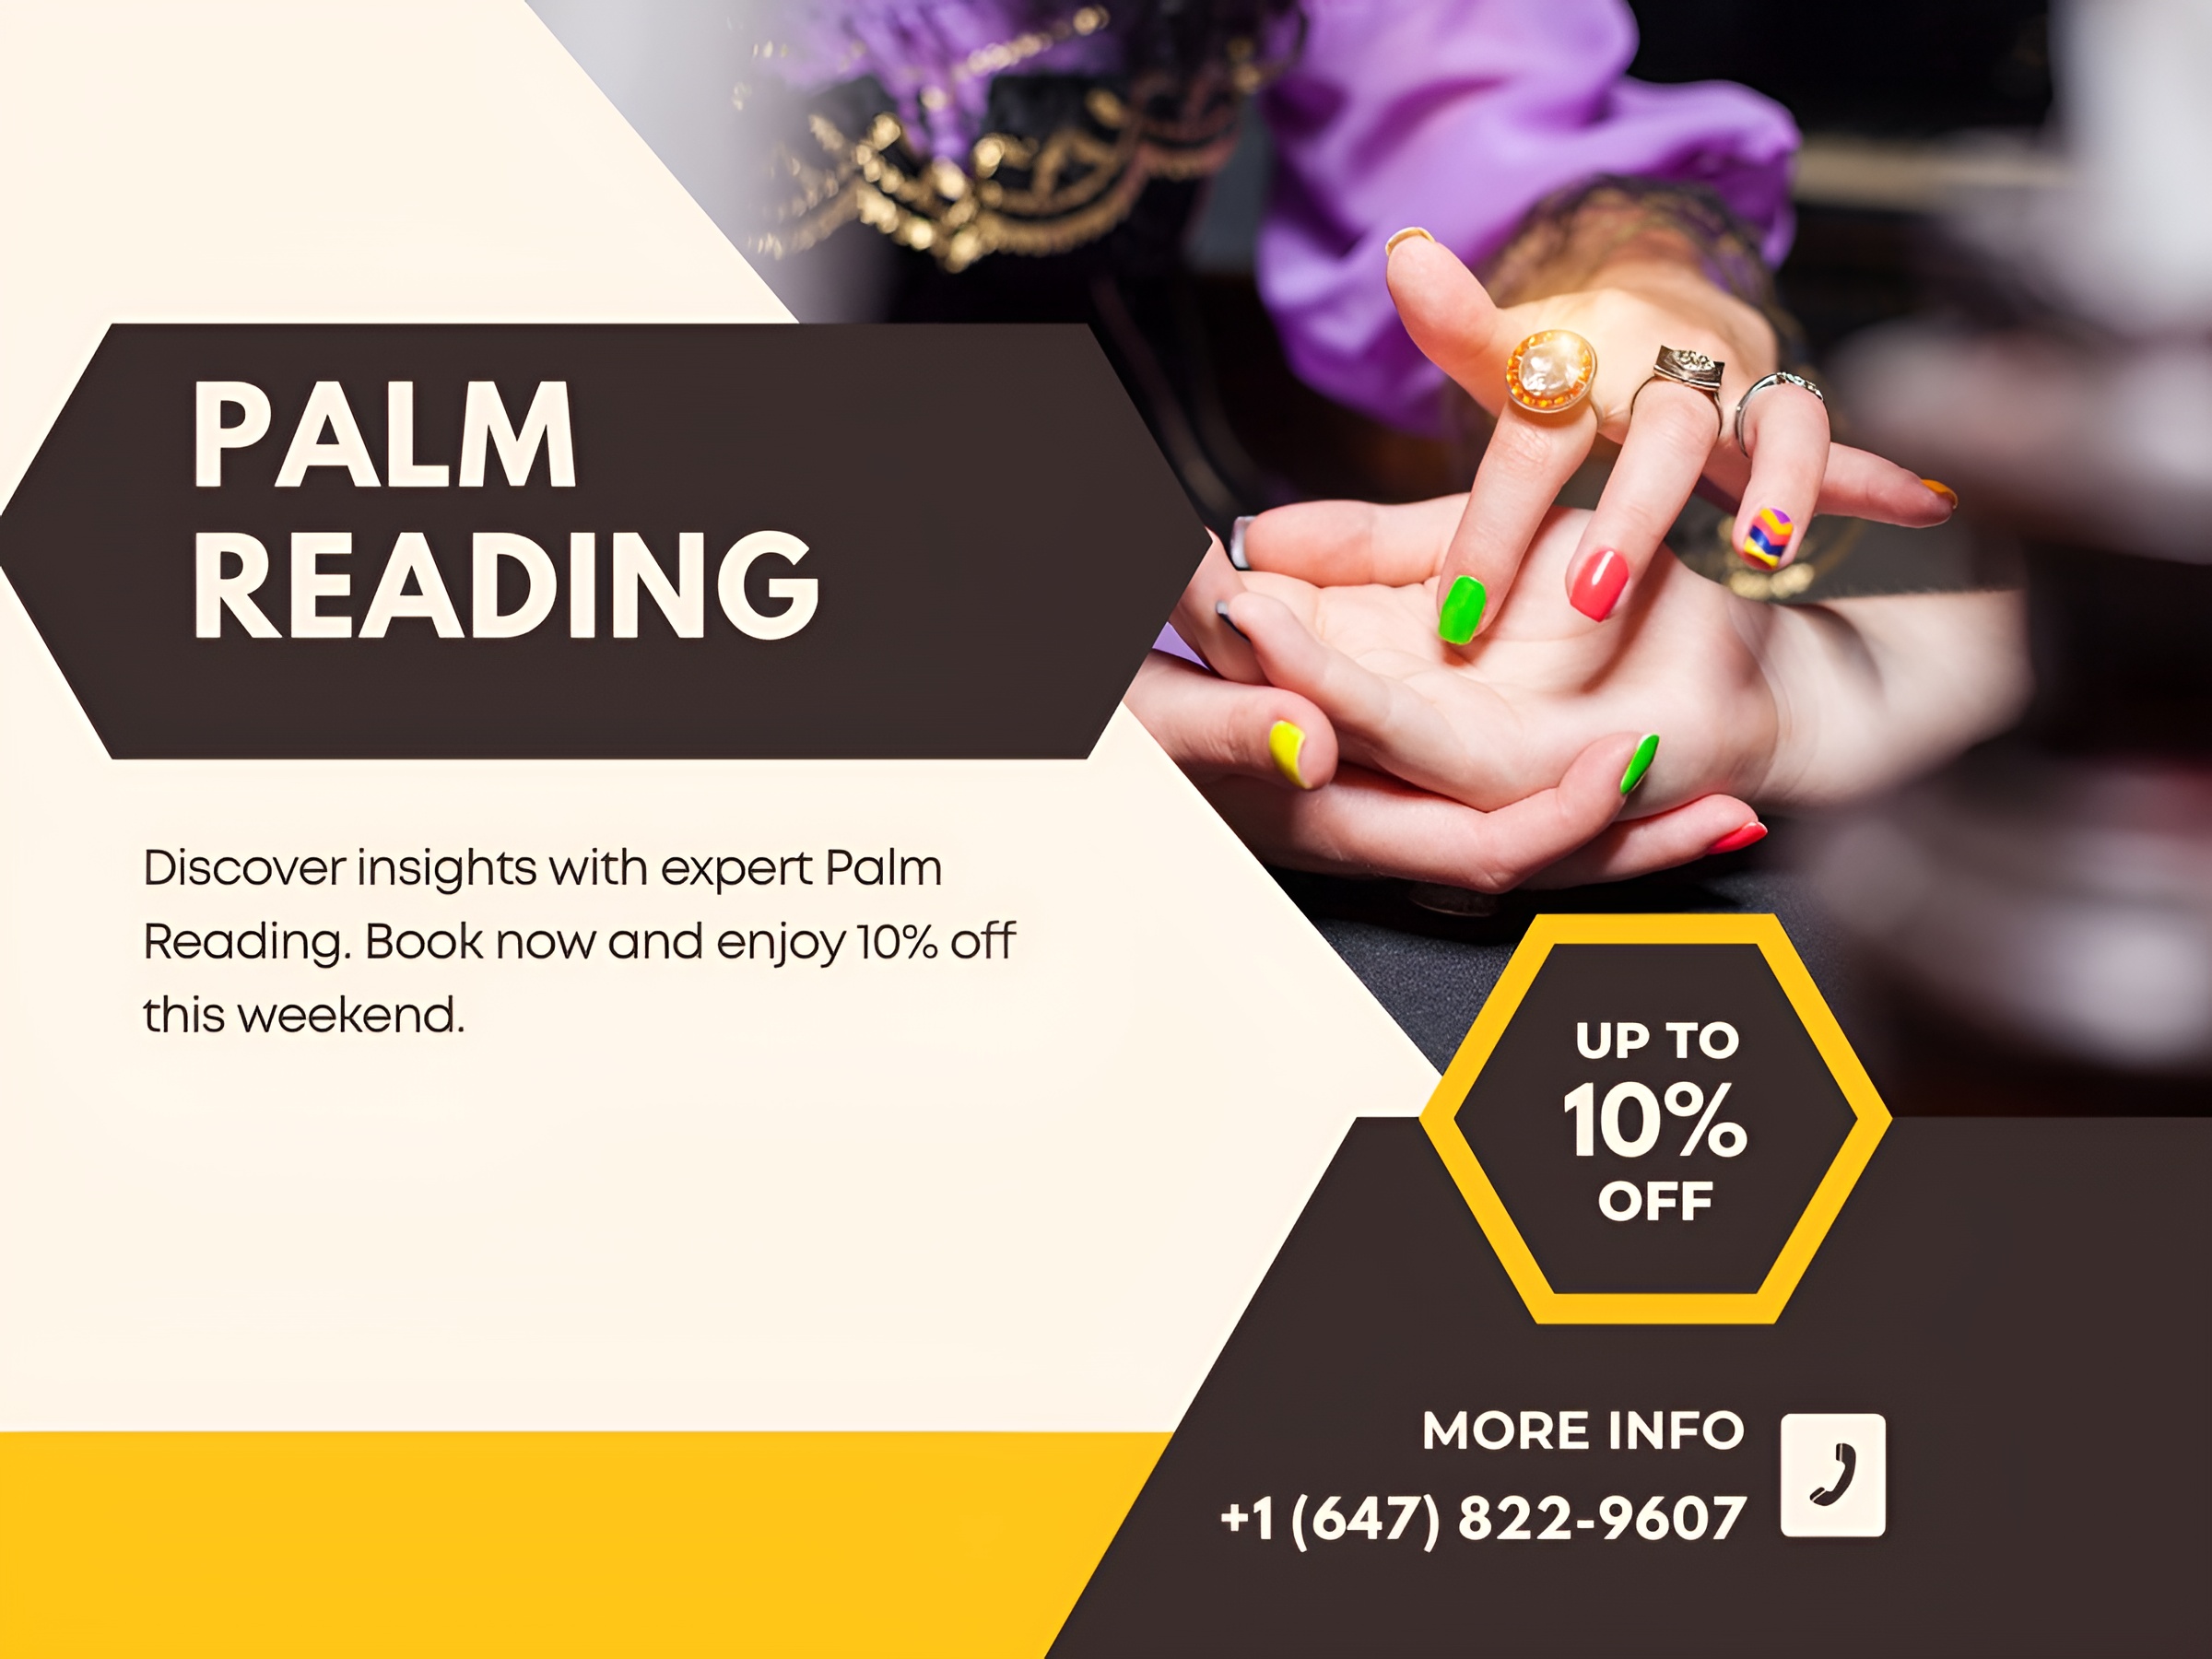 PALM
READING
Discover insights with expert Palm
Reading. Book now and enjoy 10% off
this weekend.
UP TO
10%
OFF
MORE INFO
+1 (647) 822-9607